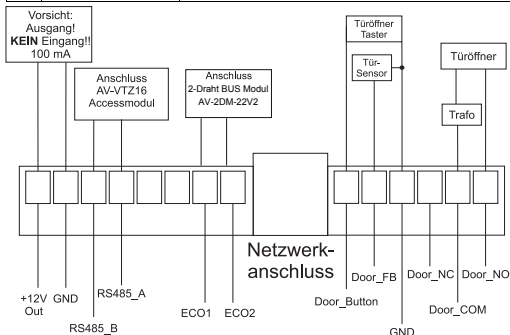 Vorsicht:
Ausgang!
KEIN Eingang!!
100 mA
Anschluss
AV-VTZ16
Accessmodul
Anschluss
2-Draht BUS Modul
AV-2DM-22V2
Türöffner
Taster
Tür-
Sensor
Türöffner
Trafo
Netzwerk-
anschluss
+12V
Out
GND
RS485_B
RS485_A
ECO1
ECO2
Door_Button
Door_FB
GND
Door_NC
Door_COM
Door_NO